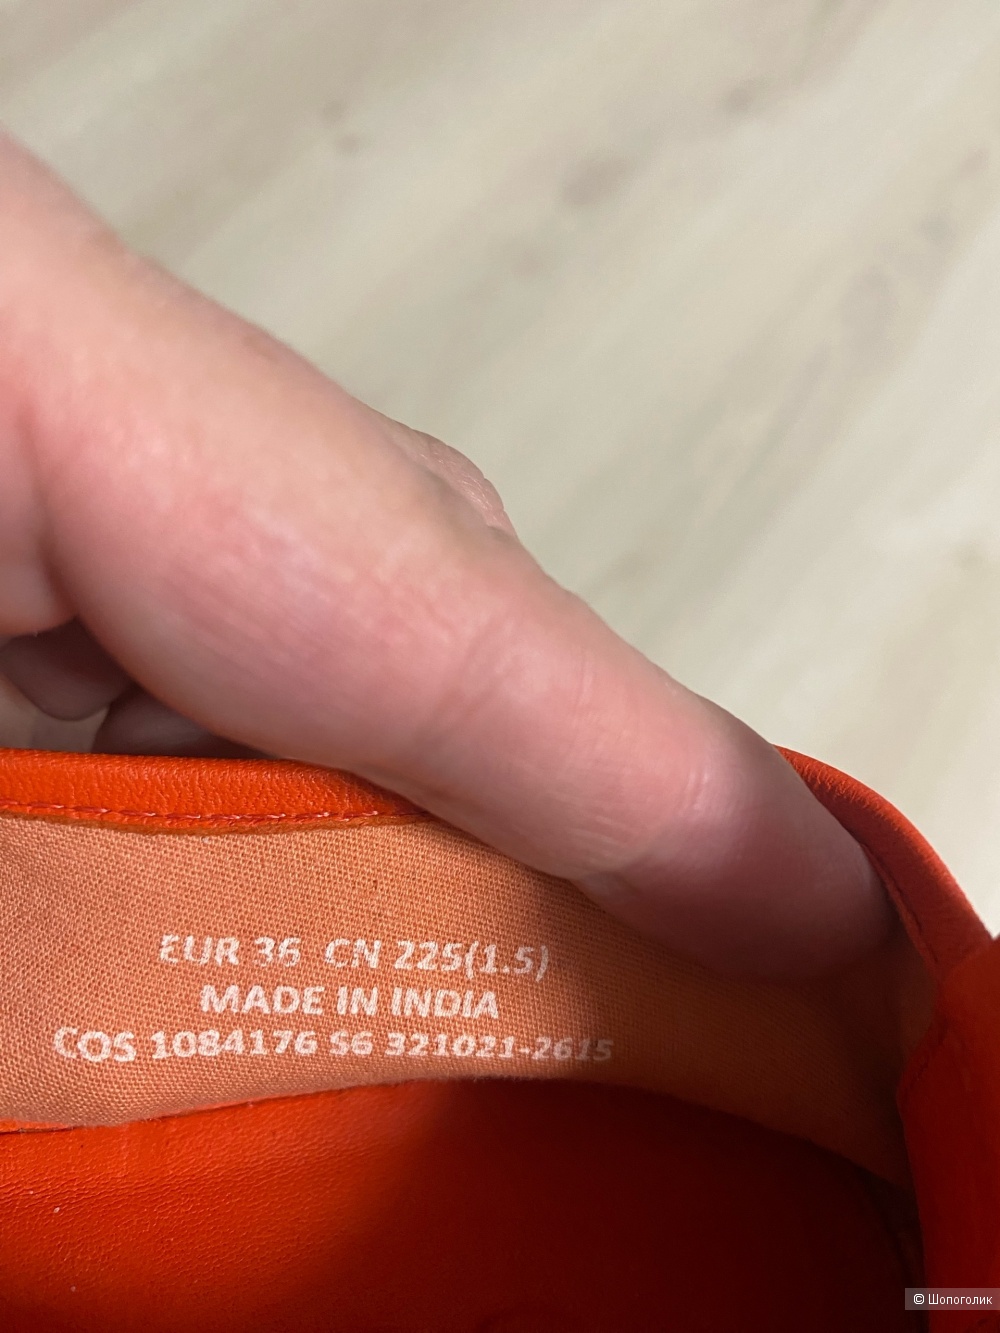 EUR 36 CN 225(1.5)
MADE IN INDIA
COS 1084176 S6 321021-2615
© Шопоголик